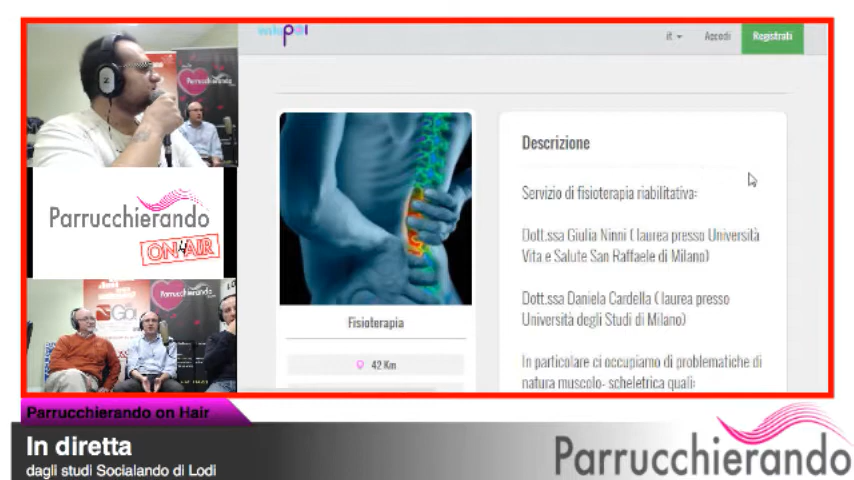 it
Accedi
Registrati
Parrucchierando
ON AIR
Parrucchierando
Parrucchierando
Descrizione
Servizio di fisioterapia riabilitativa:
Dott.ssa Giulia Ninni ( laurea presso Università
Vita e Salute San Raffaele di Milano)
Dott.ssa Daniela Cardella ( laurea presso
Università degli Studi di Milano)
In particolare ci occupiamo di problematiche di
natura muscolo- scheletrica quali:
Fisioterapia
42 Km
Parrucchierando on Hair
In diretta
dagli studi Socialando di Lodi
Parrucchierando